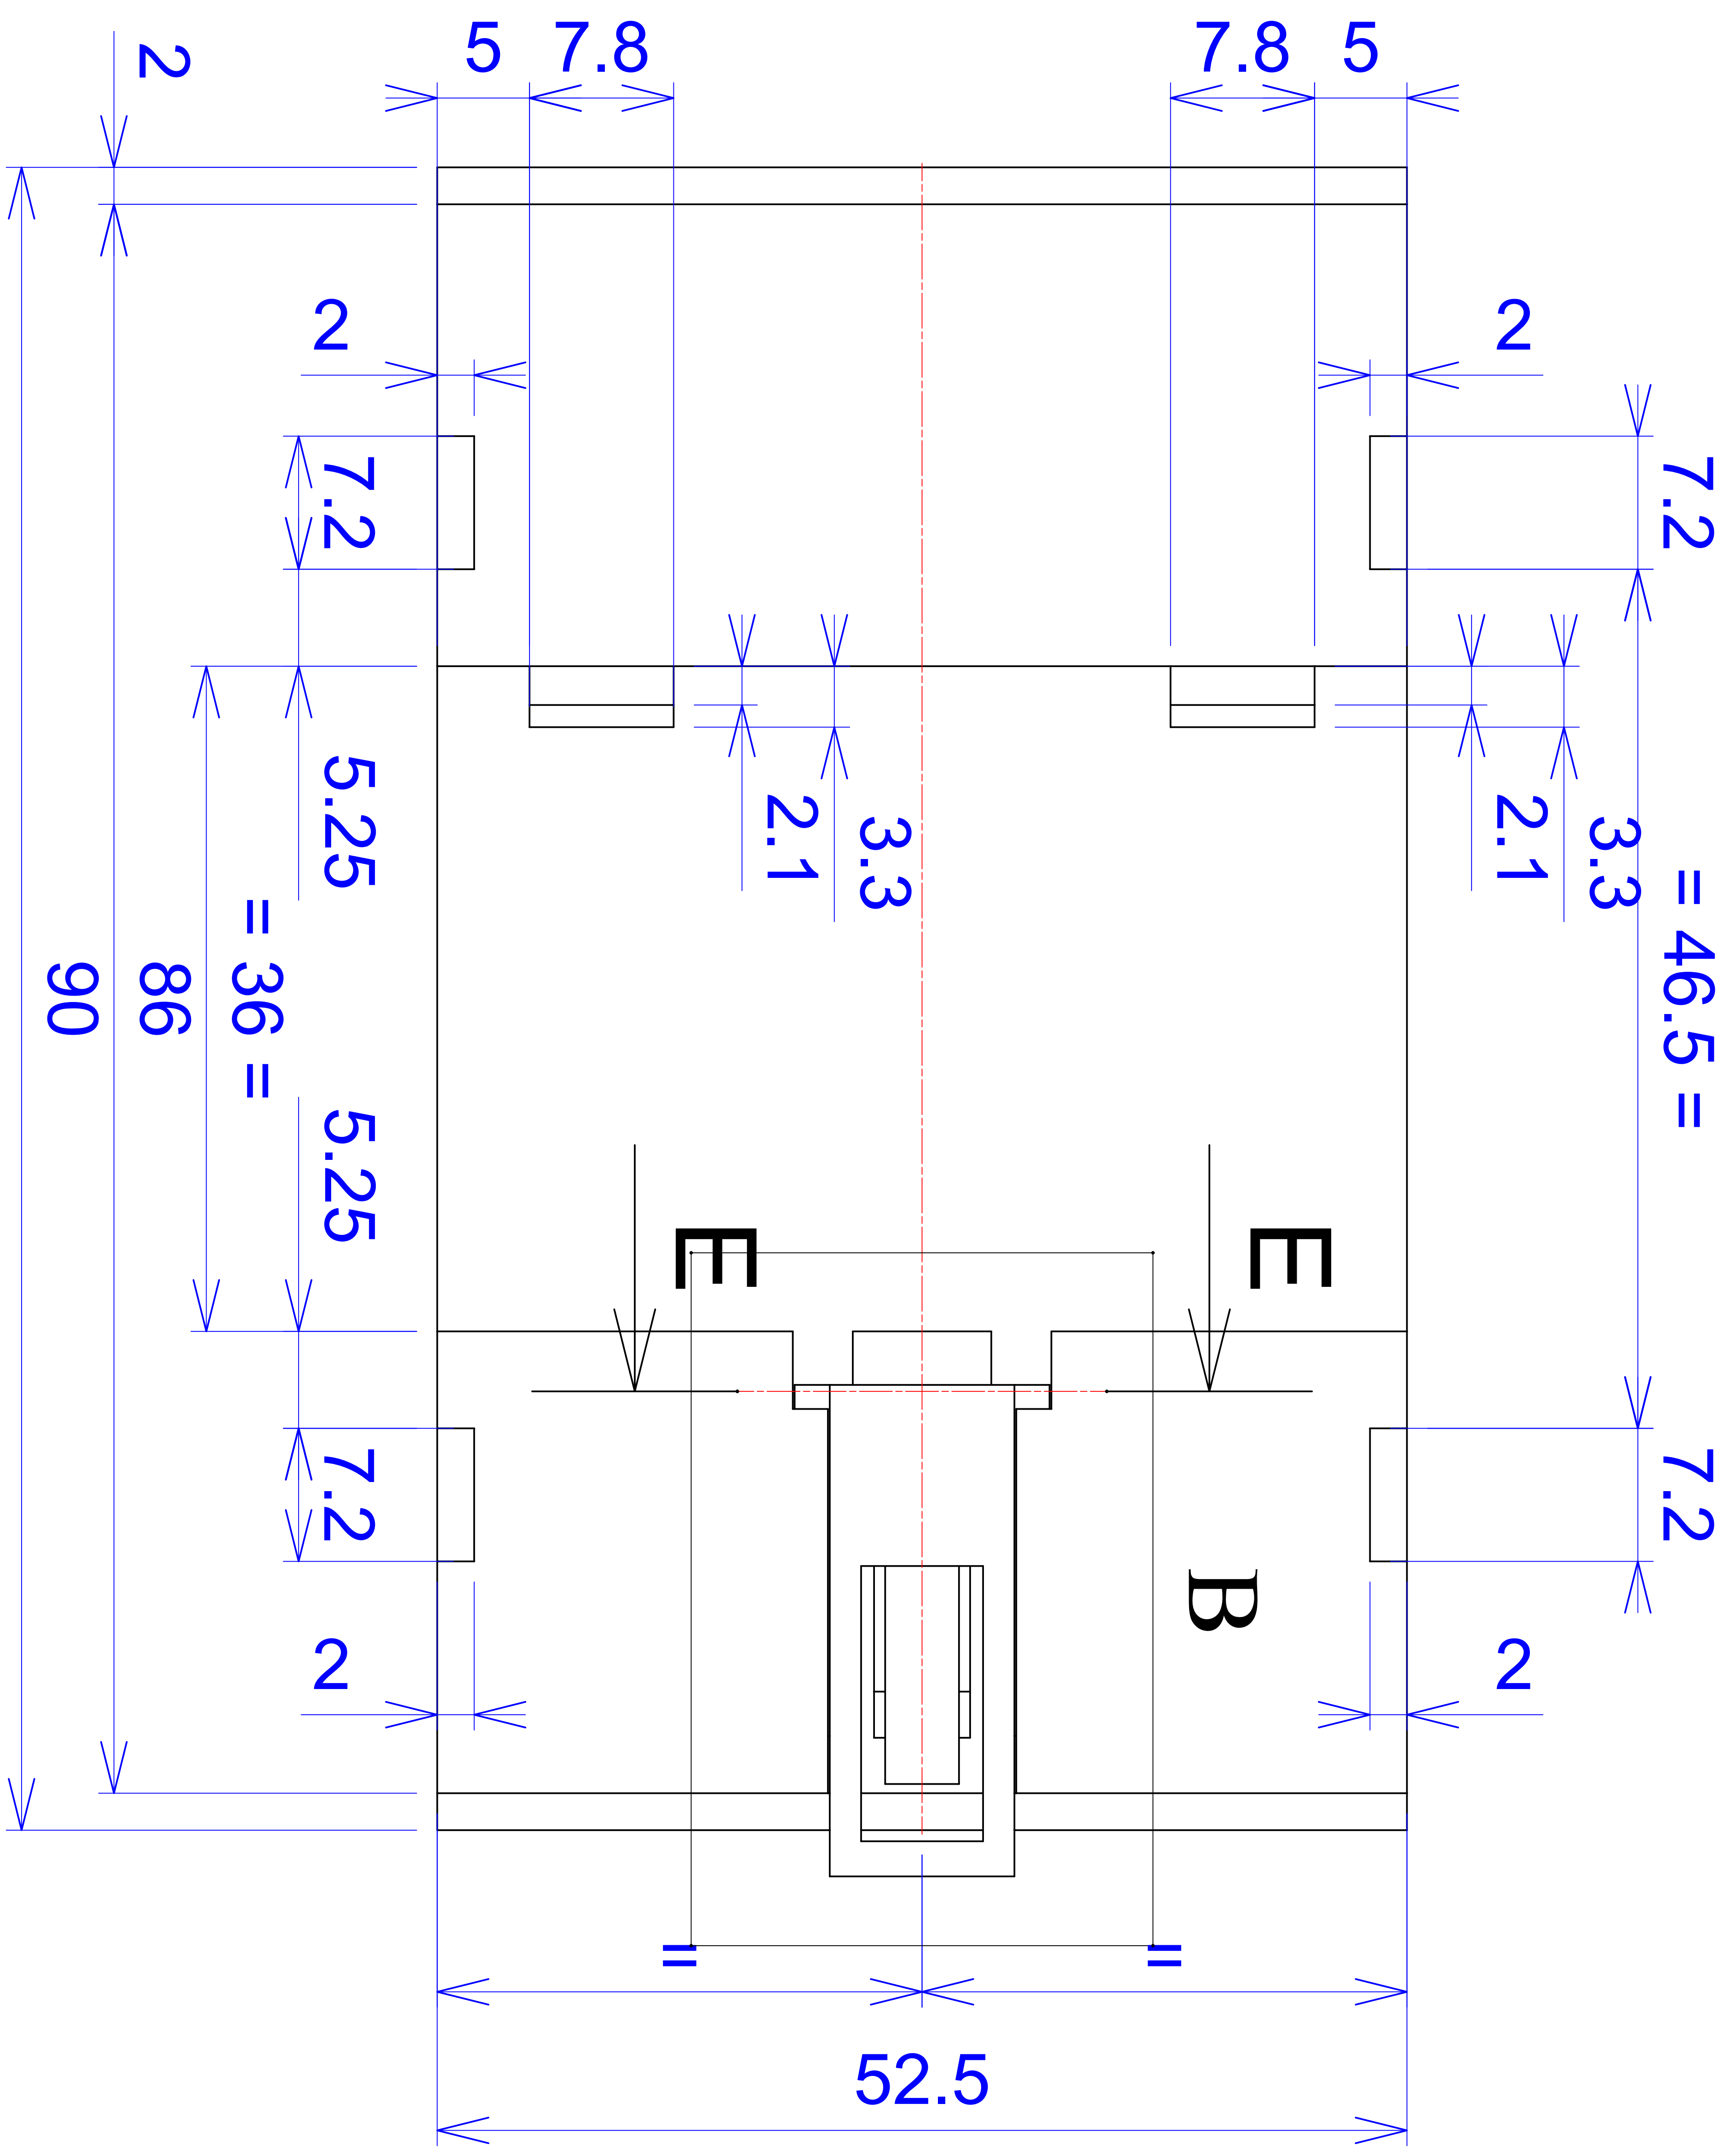 5 7.8 7.8 5
2
2 2
7.2 7.2
5.25 2.1 3.3 2.1 3.3
90 86 = 36 = = 46.5 =
5.25
E E
7.2 7.2
B
2 2
= =
52.5